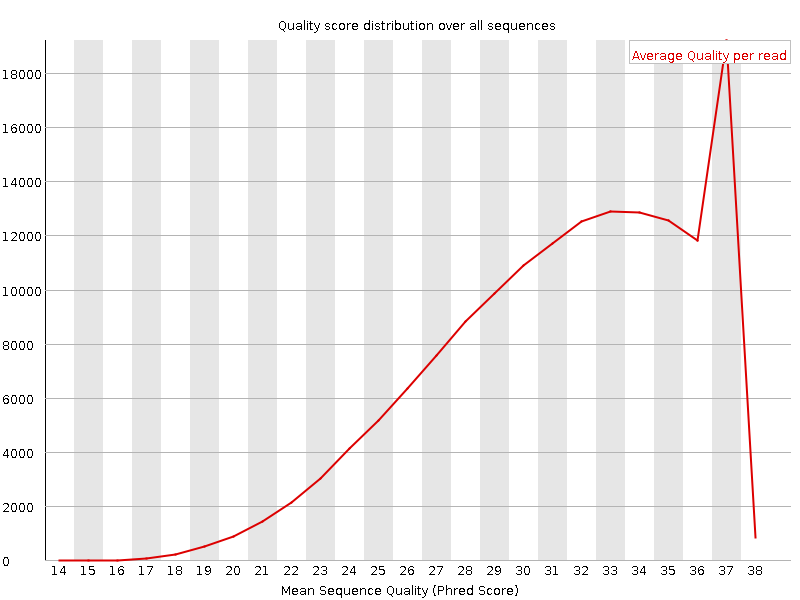 Quality score distribution over all sequences
Average Quality per read
18000
16000
14000
12000
10000
8000
6000
4000
2000
0
14 15 16 17 18 19 20 21 22 23 24 25 26 27 28 29 30 31 32 33 34 35 36 37 38
Mean Sequence Quality (Phred Score)